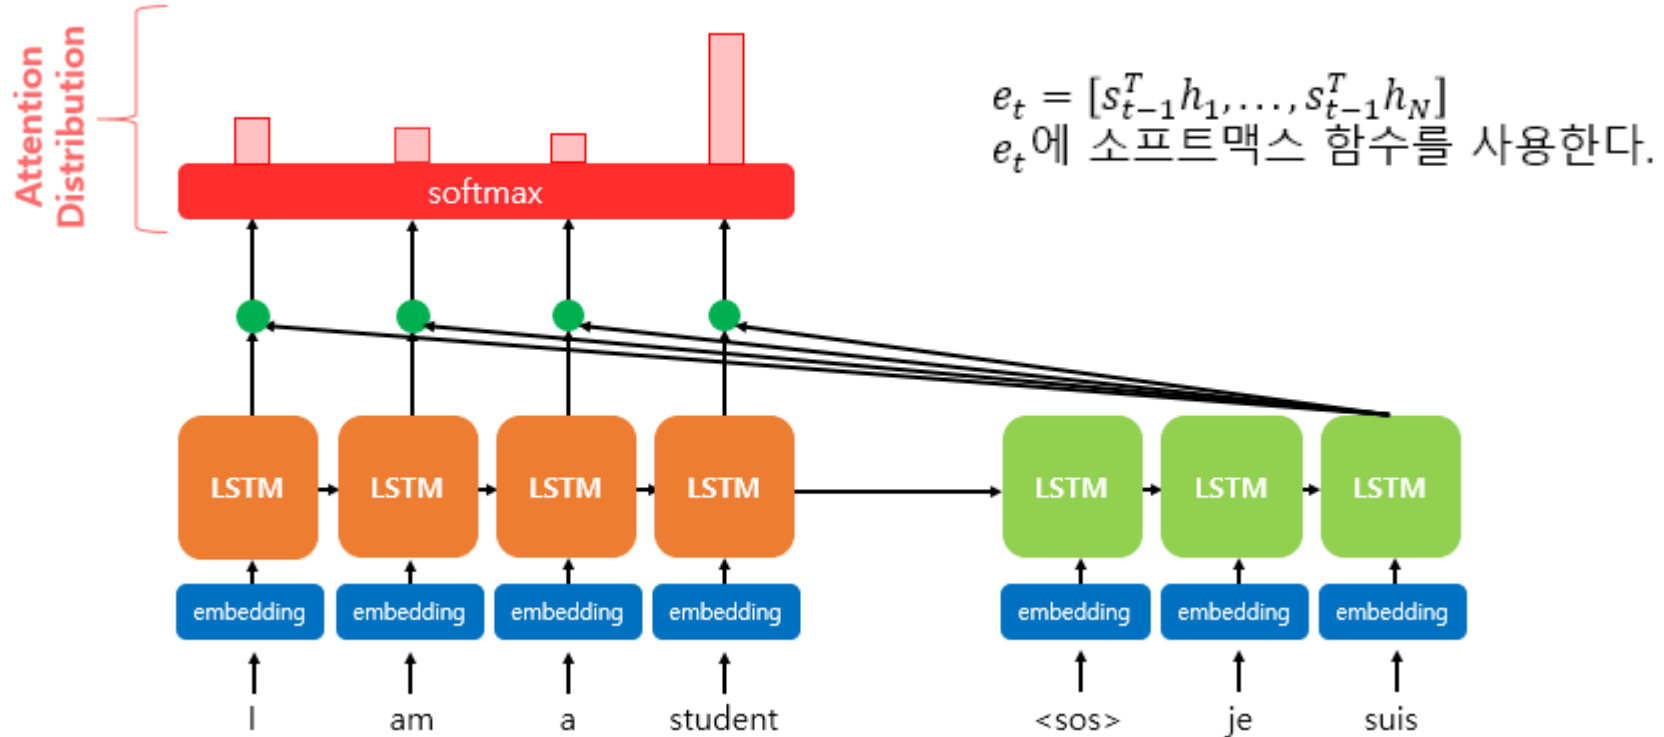 Attention
Distribution
softmax
e_t = [s_{t-1}^T h_1, . . . , s_{t-1}^T h_N]
e_t에 소프트맥스 함수를 사용한다.
LSTM LSTM LSTM LSTM LSTM LSTM LSTM
embedding embedding embedding embedding embedding embedding embedding
I am a student <sos> je suis